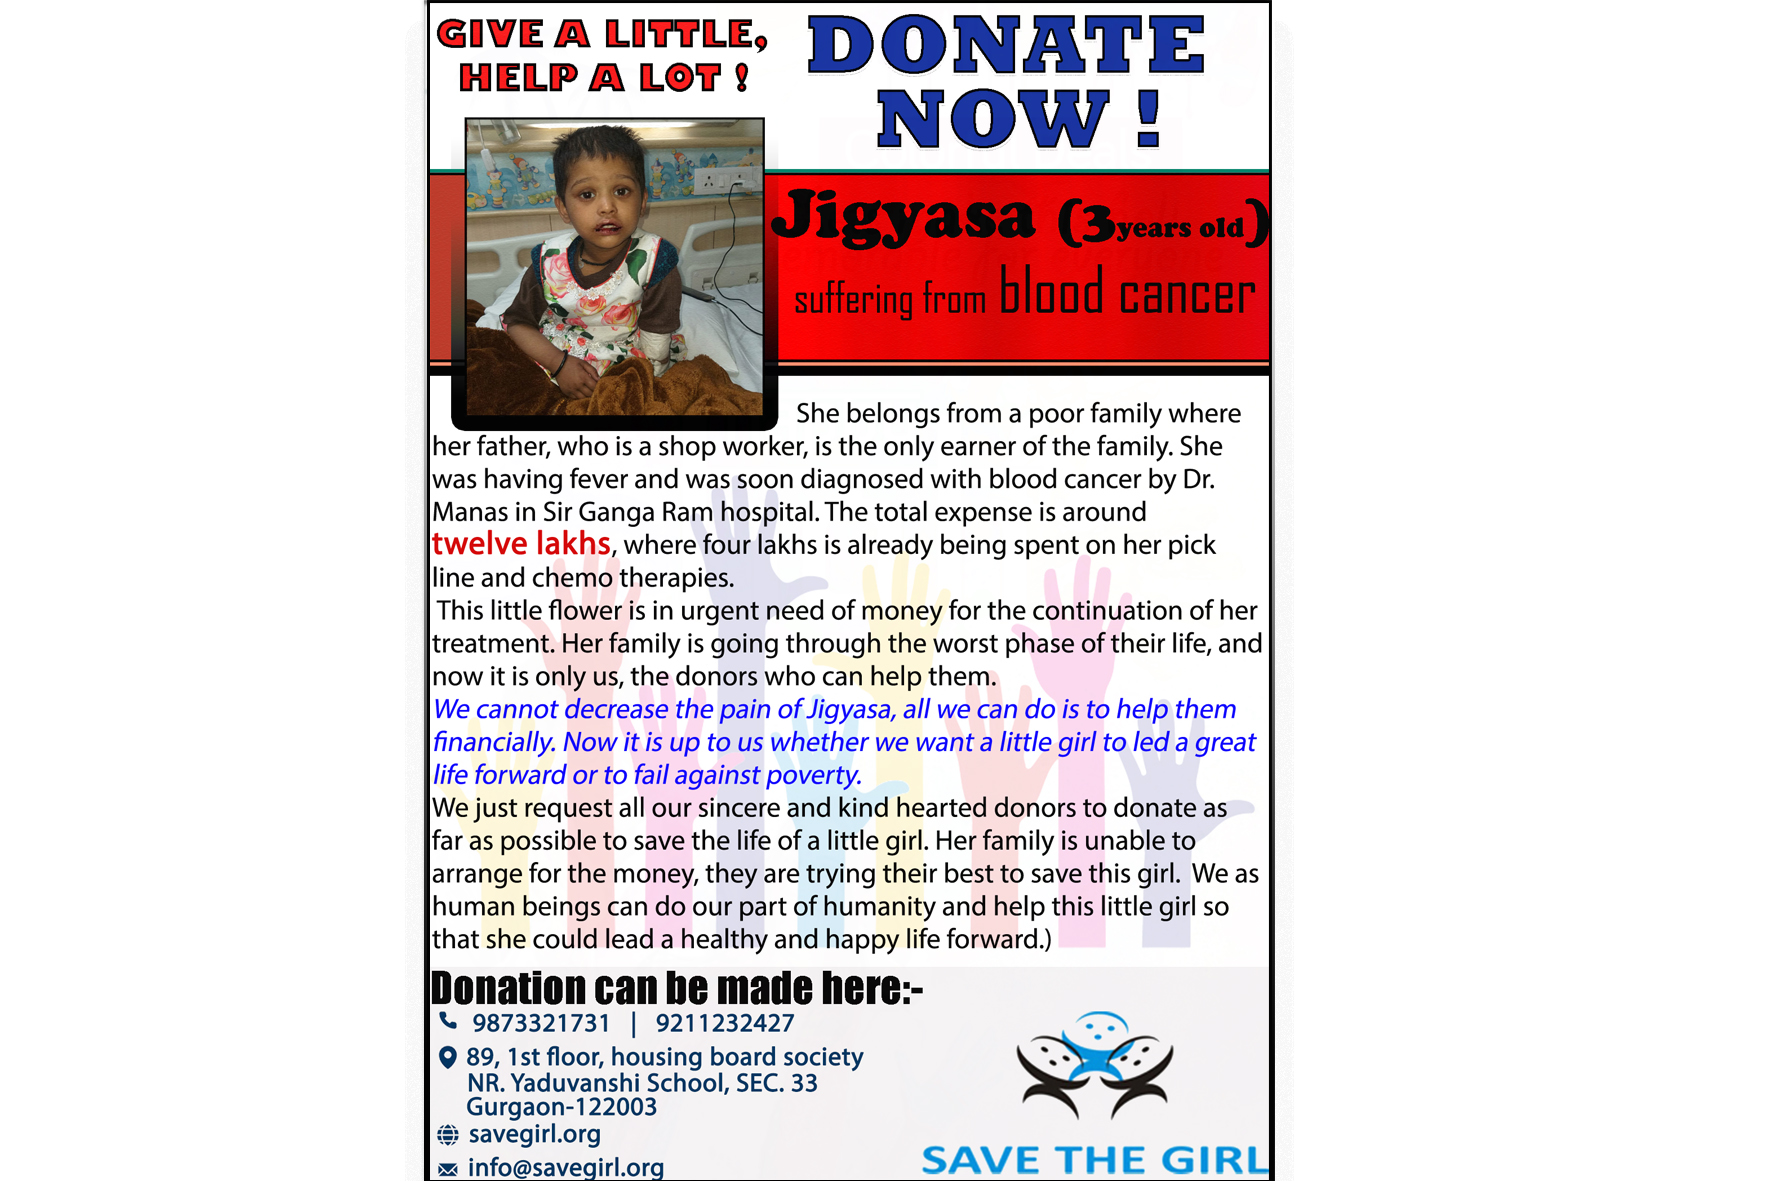 GIVE A LITTLE,
HELP A LOT !
DONATE
NOW !
Jigyasa (3years old)
suffering from blood cancer
She belongs from a poor family where
her father, who is a shop worker, is the only earner of the family. She
was having fever and was soon diagnosed with blood cancer by Dr.
Manas in Sir Ganga Ram hospital. The total expense is around
twelve lakhs, where four lakhs is already being spent on her pick
line and chemo therapies.
This little flower is in urgent need of money for the continuation of her
treatment. Her family is going through the worst phase of their life, and
now it is only us, the donors who can help them.
We cannot decrease the pain of Jigyasa, all we can do is to help them
financially. Now it is up to us whether we want a little girl to led a great
life forward or to fail against poverty.
We just request all our sincere and kind hearted donors to donate as
far as possible to save the life of a little girl. Her family is unable to
arrange for the money, they are trying their best to save this girl.  We as
human beings can do our part of humanity and help this little girl so
that she could lead a healthy and happy life forward.)
Donation can be made here:-
9873321731 | 9211232427
89, 1st floor, housing board society
NR. Yaduvanshi School, SEC. 33
Gurgaon-122003
savegirl.org
info@savegirl.org
SAVE THE GIRL